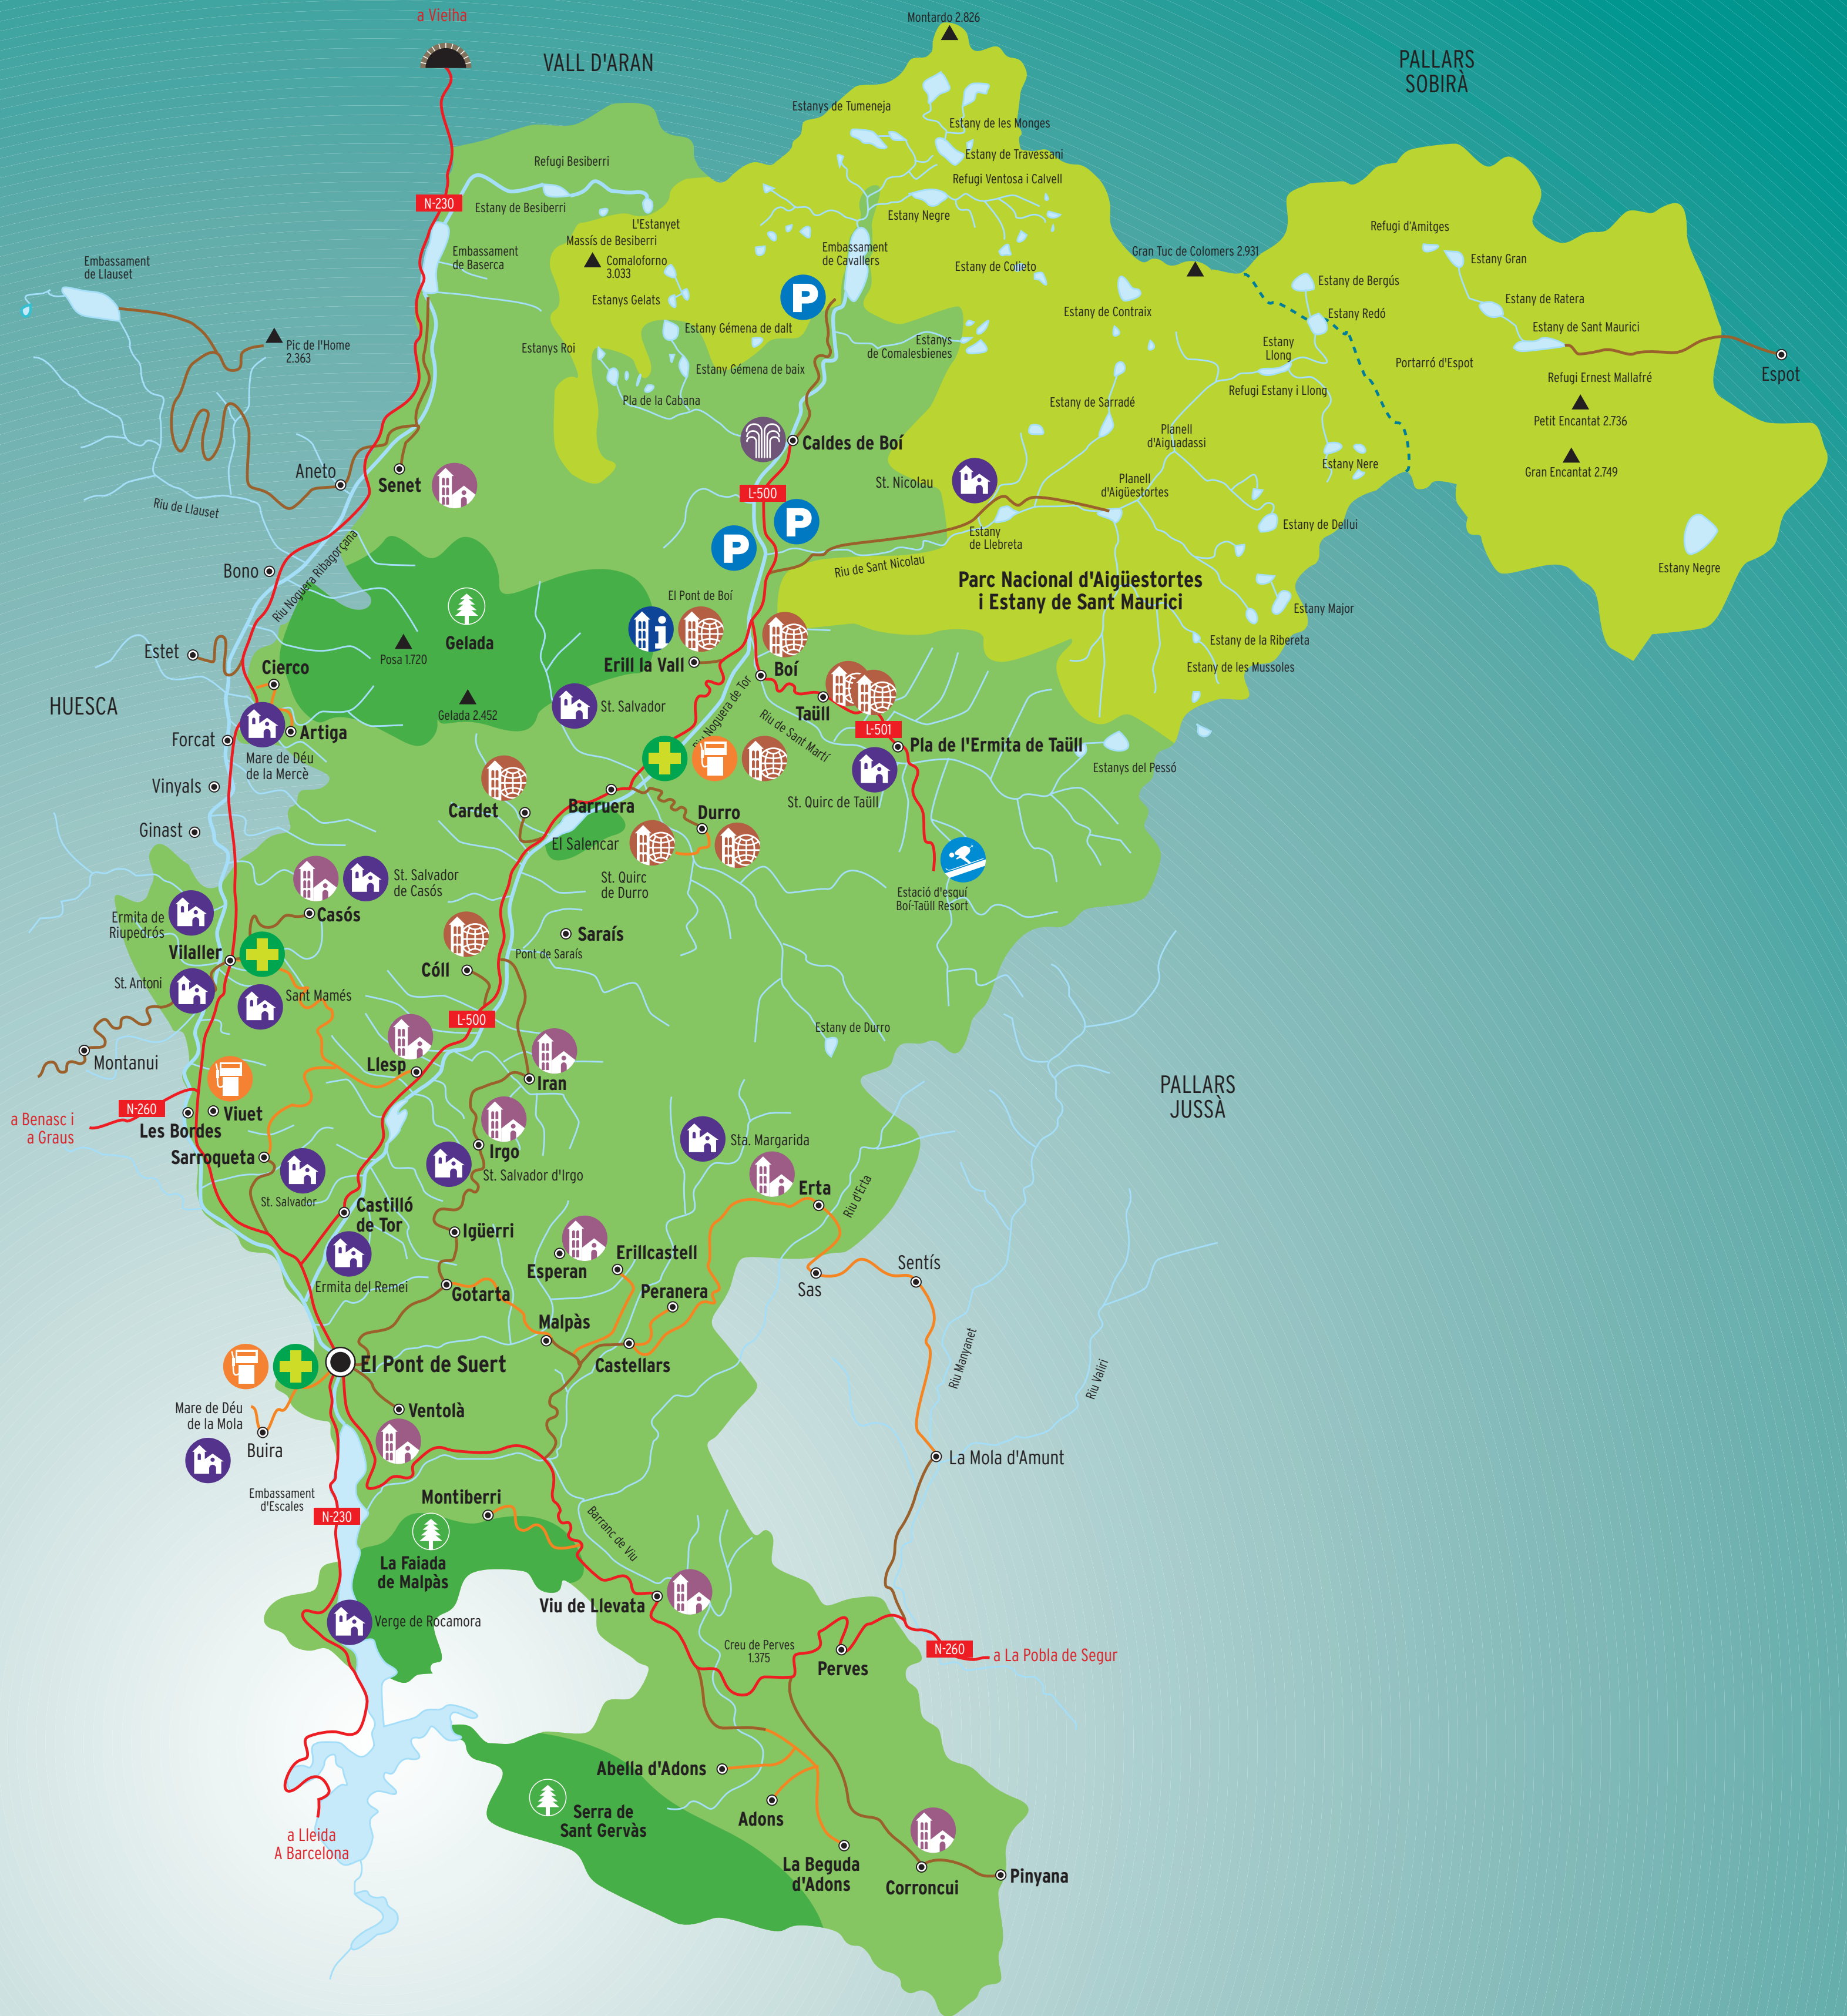 a Vielha
Montardo 2.826
VALL D'ARAN
PALLARS
SOBIRÀ
Estanys de Tumeneja
Estany de les Monges
Estany de Travessani
Refugi Besiberri
Refugi Ventosa i Calvell
N-230
Estany de Besiberri
Estany Negre
L'Estanyet
Refugi d'Amitges
Massís de Besiberri
Embassament
de Baserca
Embassament
de Cavallers
Gran Tuc de Colomers 2.931
Estany Gran
Embassament
de Llauset
Comaloforno
3.033
Estany de Colieto
Estany de Bergús
Estanys Gelats
Estany de Ratera
P
Estany de Contraix
Estany Redó
Estany Gémena de dalt
Estany de Sant Maurici
Pic de l'Home
2.363
Estanys Roi
Estanys
de Comalesbienes
Estany
Llong
Portarró d'Espot
Estany Gémena de baix
Espot
Refugi Ernest Mallafré
Refugi Estany i Llong
Pla de la Cabana
Estany de Sarradé
Petit Encantat 2.736
Planell
d'Aiguadassi
Caldes de Boí
Estany Nere
Gran Encantat 2.749
Aneto
Senet
St. Nicolau
Planell
d'Aigüestortes
L-500
Riu de Llauset
P
Estany de Dellui
Estany
de Llebreta
P
Riu Noguera Ribagorçana
Riu de Sant Nicolau
Estany Negre
Bono
Parc Nacional d'Aigüestortes
i Estany de Sant Maurici
El Pont de Boí
Estany Major
i
Gelada
Estany de la Ribereta
Estet
Posa 1.720
Cierco
Erill la Vall
Boí
Estany de les Mussoles
HUESCA
Gelada 2.452
St. Salvador
Riu Noguera de Tor
Taüll
Riu de Sant Martí
L-501
Forcat
Artiga
Pla de l'Ermita de Taüll
Mare de Déu
de la Mercè
Estanys del Pessó
Vinyals
St. Quirc de Taüll
Cardet
Barruera
Durro
Ginast
El Salencar
St. Salvador
de Casós
St. Quirc
de Durro
Estació d'esquí
Boí-Taüll Resort
Casós
Ermita de
Riupedrós
Saraís
Vilaller
Pont de Saraís
Cóll
St. Antoni
Sant Mamés
L-500
Estany de Durro
Montanui
Llesp
Iran
PALLARS
JUSSÀ
N-260
Viuet
a Benasc i
a Graus
Les Bordes
Sta. Margarida
Irgo
Sarroqueta
St. Salvador d'Irgo
Erta
St. Salvador
Riu d'Erta
Castilló
de Tor
Igüerri
Erillcastell
Sentís
Esperan
Ermita del Remei
Sas
Gotarta
Peranera
Malpàs
Riu Manyanet
El Pont de Suert
Castellars
Riu Valiri
Mare de Déu
de la Mola
Ventolà
Buira
La Mola d'Amunt
Embassament
d'Escales
Montiberri
N-230
Barranc de Viu
La Faiada
de Malpàs
Viu de Llevata
Verge de Rocamora
Creu de Perves
1.375
N-260
a La Pobla de Segur
Perves
Abella d'Adons
Serra de
Sant Gervàs
Adons
a Lleida
A Barcelona
La Beguda
d'Adons
Corroncui
Pinyana